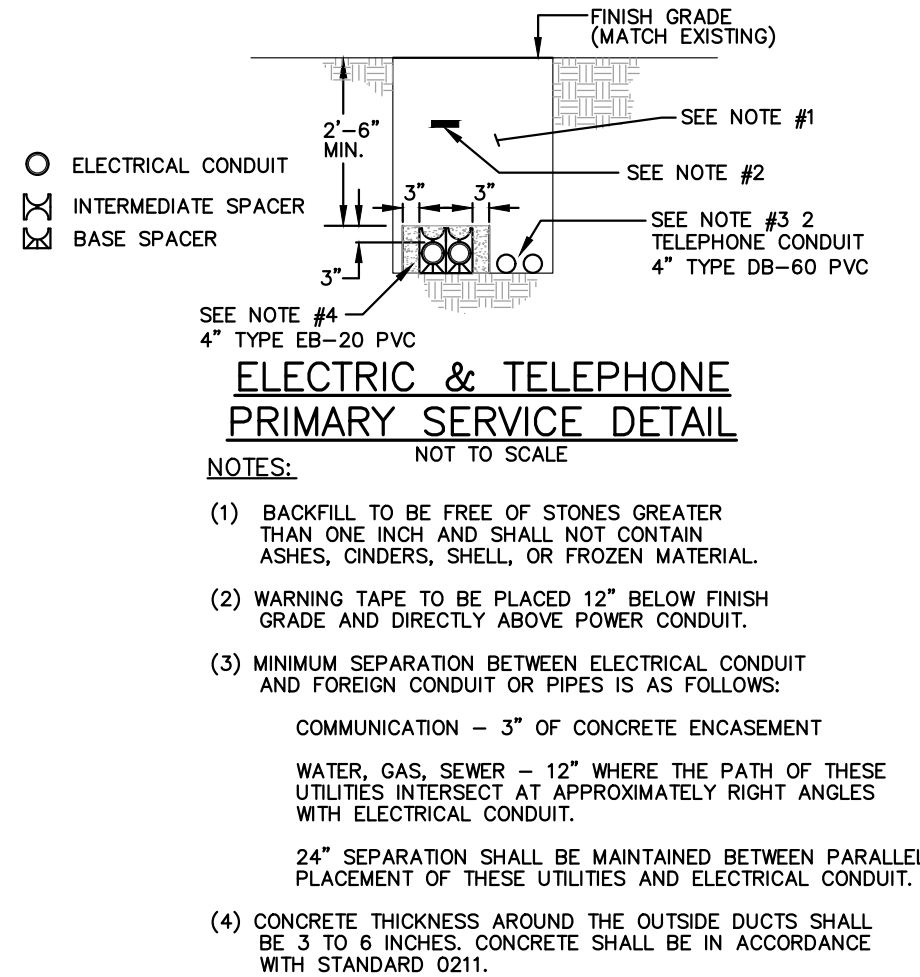 FINISH GRADE
(MATCH EXISTING)
2'-6"
MIN.
SEE NOTE #1
SEE NOTE #2
ELECTRICAL CONDUIT
INTERMEDIATE SPACER
BASE SPACER
3"
3"
3"
SEE NOTE #3 2
TELEPHONE CONDUIT
4" TYPE DB-60 PVC
SEE NOTE #4
4" TYPE EB-20 PVC
ELECTRIC & TELEPHONE
PRIMARY SERVICE DETAIL
NOT TO SCALE
NOTES:
(1) BACKFILL TO BE FREE OF STONES GREATER
THAN ONE INCH AND SHALL NOT CONTAIN
ASHES, CINDERS, SHELL, OR FROZEN MATERIAL.
(2) WARNING TAPE TO BE PLACED 12" BELOW FINISH
GRADE AND DIRECTLY ABOVE POWER CONDUIT.
(3) MINIMUM SEPARATION BETWEEN ELECTRICAL CONDUIT
AND FOREIGN CONDUIT OR PIPES IS AS FOLLOWS:
COMMUNICATION - 3" OF CONCRETE ENCASEMENT
WATER, GAS, SEWER - 12" WHERE THE PATH OF THESE
UTILITIES INTERSECT AT APPROXIMATELY RIGHT ANGLES
WITH ELECTRICAL CONDUIT.
24" SEPARATION SHALL BE MAINTAINED BETWEEN PARALLEL
PLACEMENT OF THESE UTILITIES AND ELECTRICAL CONDUIT.
(4) CONCRETE THICKNESS AROUND THE OUTSIDE DUCTS SHALL
BE 3 TO 6 INCHES. CONCRETE SHALL BE IN ACCORDANCE
WITH STANDARD 0211.